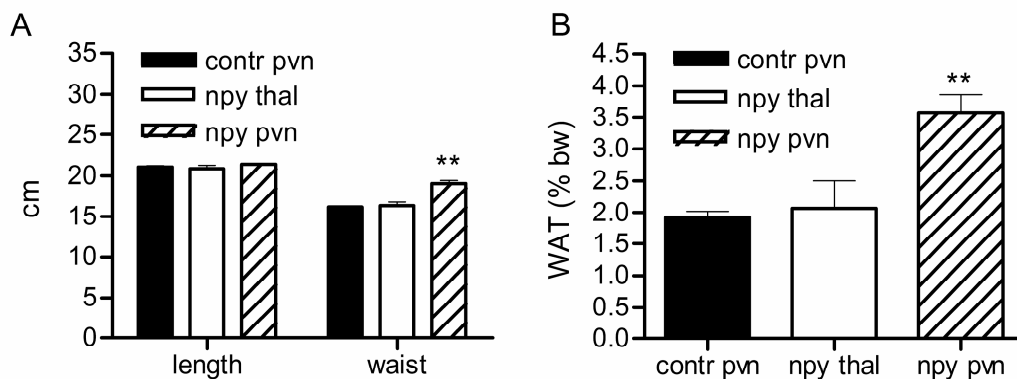 A
35
30
25
20
15
10
5
0
cm
contr pvn
npy thal
npy pvn
**
length waist
B
4.5
4.0
3.5
3.0
2.5
2.0
1.5
1.0
0.5
0.0
WAT (% bw)
contr pvn
npy thal
npy pvn
**
contr pvn npy thal npy pvn